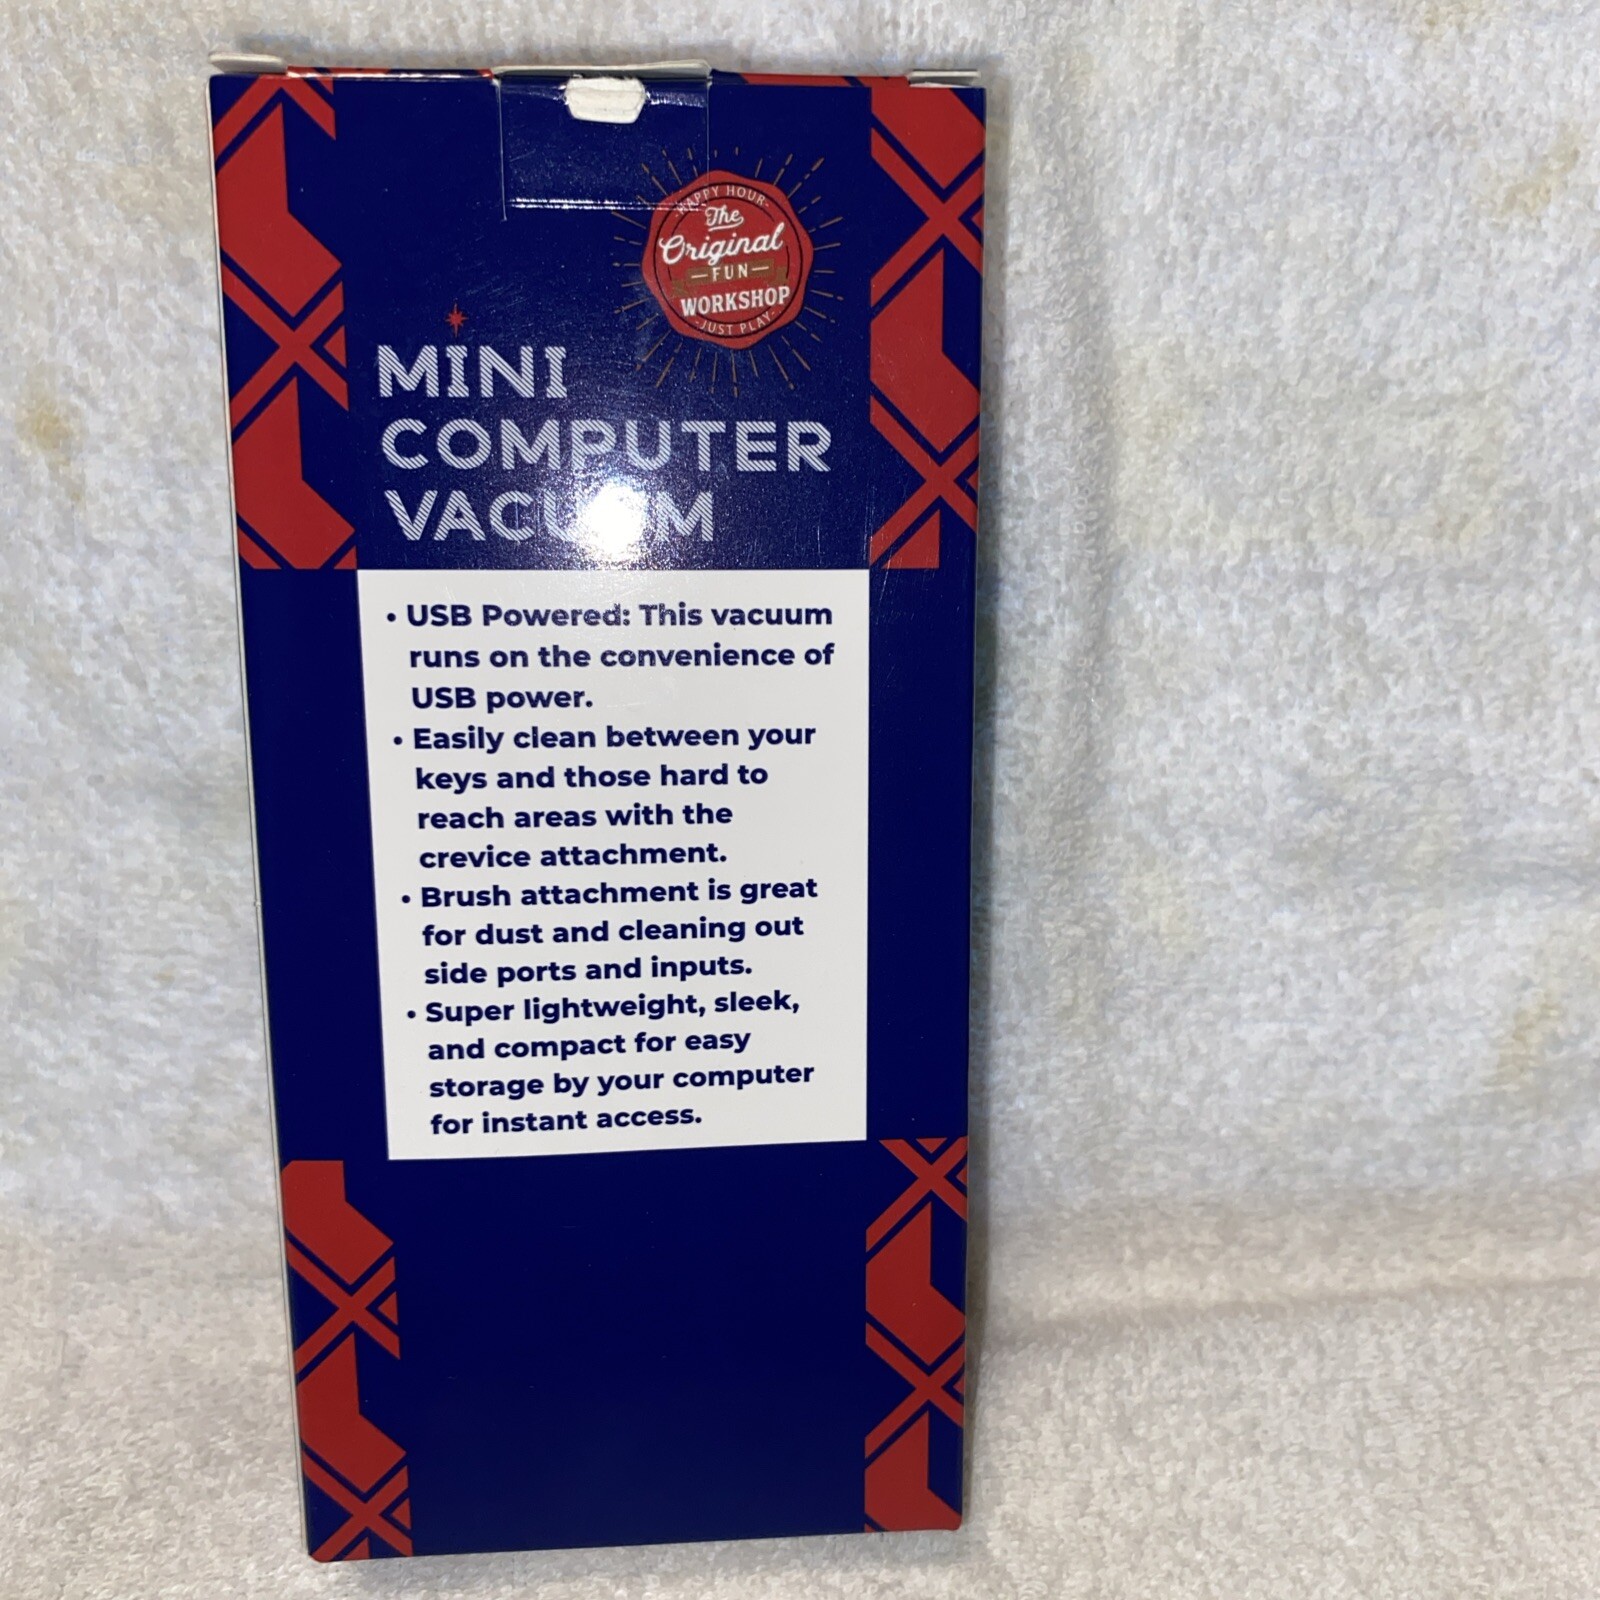 HAPPY HOUR
The
Original
FUN
WORKSHOP
JUST PLAY
MINI
COMPUTER
VACUUM
• USB Powered: This vacuum
runs on the convenience of
USB power.
• Easily clean between your
keys and those hard to
reach areas with the
crevice attachment.
• Brush attachment is great
for dust and cleaning out
side ports and inputs.
• Super lightweight, sleek,
and compact for easy
storage by your computer
for instant access.